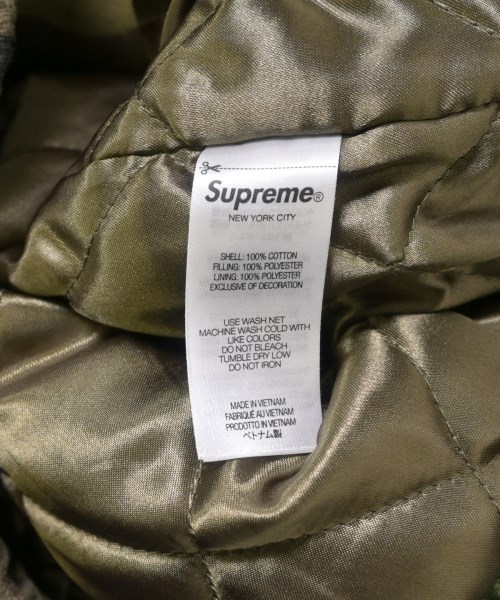 Supreme®
NEW YORK CITY
SHELL: 100% COTTON
FILLING: 100% POLYESTER
LINING: 100% POLYESTER
EXCLUSIVE OF DECORATION
USE WASH NET
MACHINE WASH COLD WITH
LIKE COLORS
DO NOT BLEACH
TUMBLE DRY LOW
DO NOT IRON
MADE IN VIETNAM
FABRIQUÉ AU VIETNAM
PRODOTTO IN VIETNAM
ベトナム製